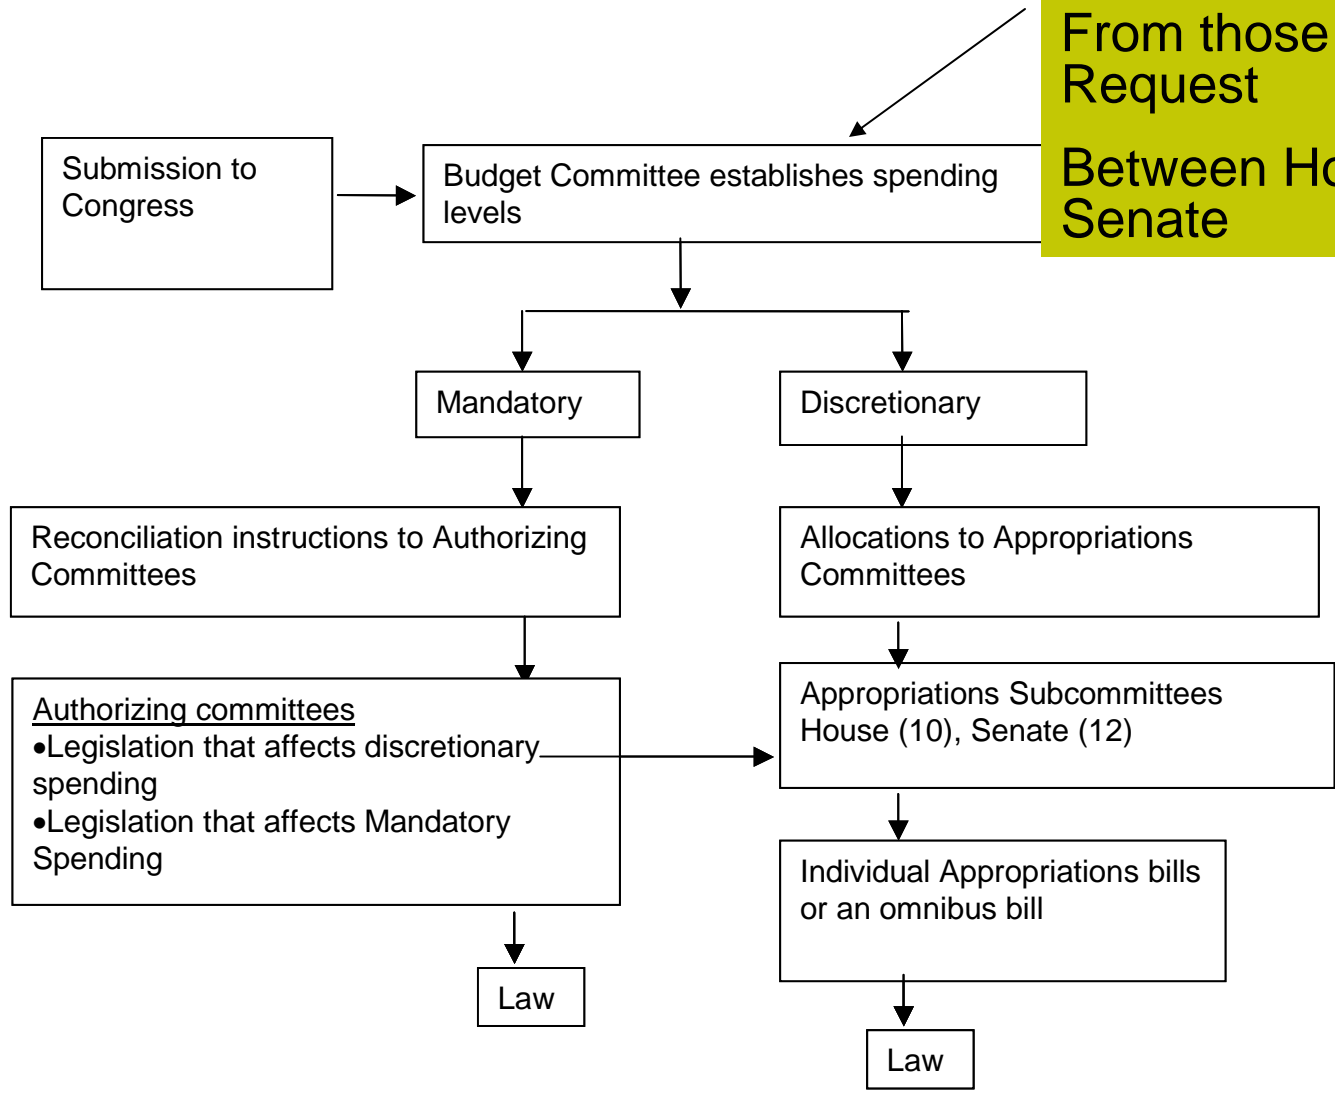 From those
Request
Between
Senate
Submission to
Congress
Budget Committee establishes spending
levels
Mandatory
Discretionary
Reconciliation instructions to Authorizing
Committees
Allocations to Appropriations
Committees
Authorizing committees
•Legislation that affects discretionary
spending
•Legislation that affects Mandatory
Spending
Appropriations Subcommittees
House (10), Senate (12)
Individual Appropriations bills
or an omnibus bill
Law
Law